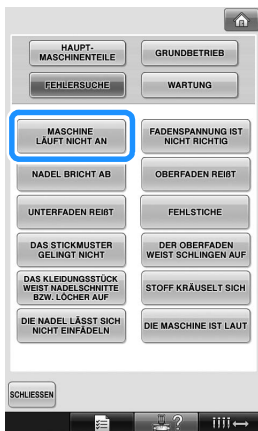 HAUPT-
MASCHINENTEILE
GRUNDBETRIEB
FEHLERSUCHE
WARTUNG
MASCHINE
LÄUFT NICHT AN
FADENSPANNUNG IST
NICHT RICHTIG
NADEL BRICHT AB
OBERFADEN REIßT
UNTERFADEN REIßT
FEHLSTICHE
DAS STICKMUSTER
GELINGT NICHT
DER OBERFADEN
WEIST SCHLINGEN AUF
DAS KLEIDUNGSSTÜCK
WEIST NADELSCHNITTE
BZW. LÖCHER AUF
STOFF KRÄUSELT SICH
DIE NADEL LÄSST SICH
NICHT EINFÄDELN
DIE MASCHINE IST LAUT
SCHLIESSEN
?